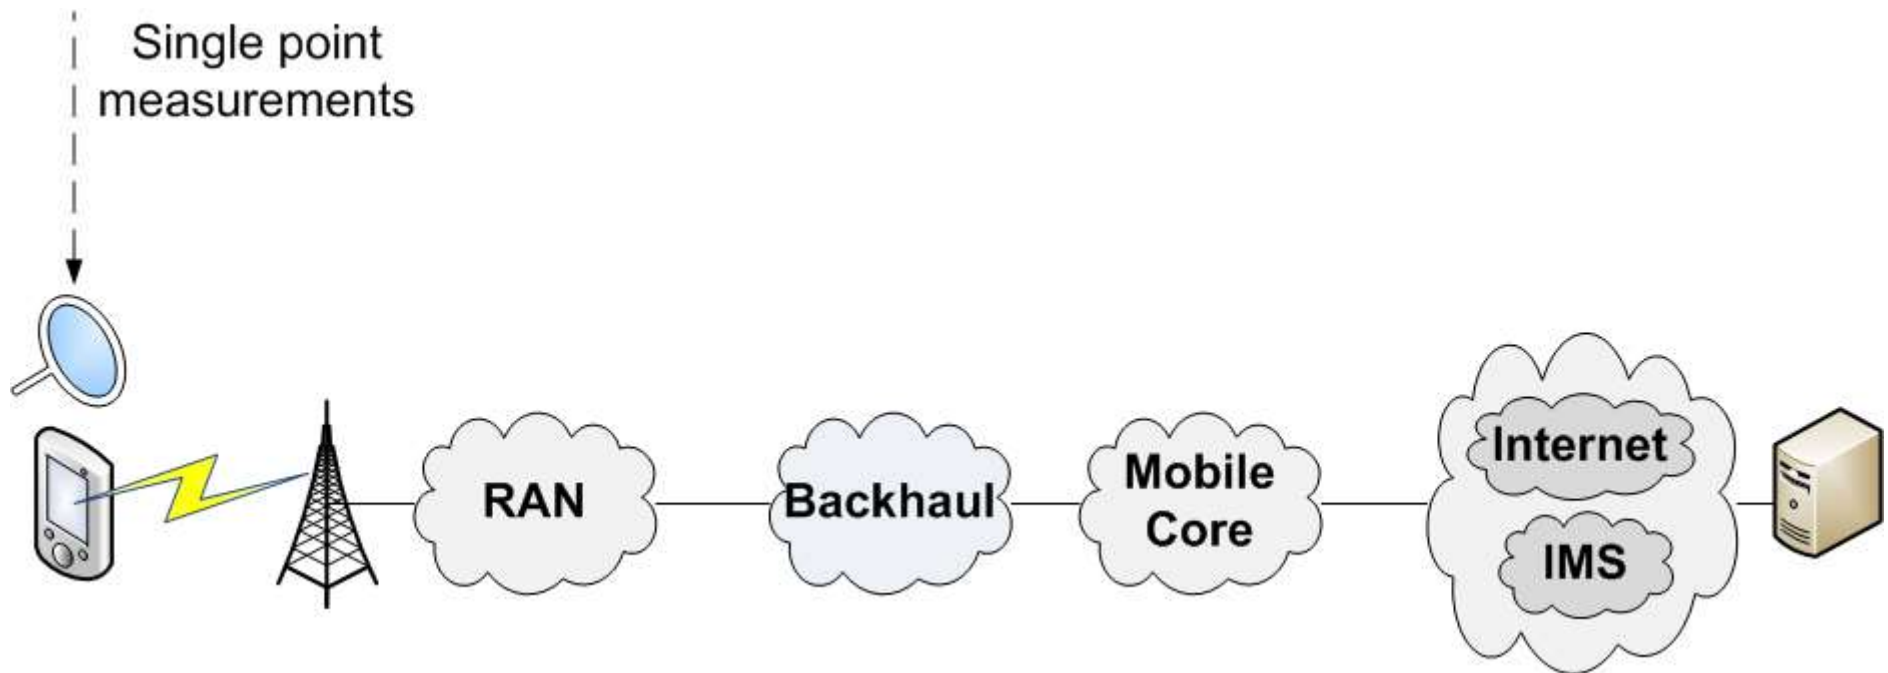 Single point
measurements
RAN
Backhaul
Mobile
Core
Internet
IMS